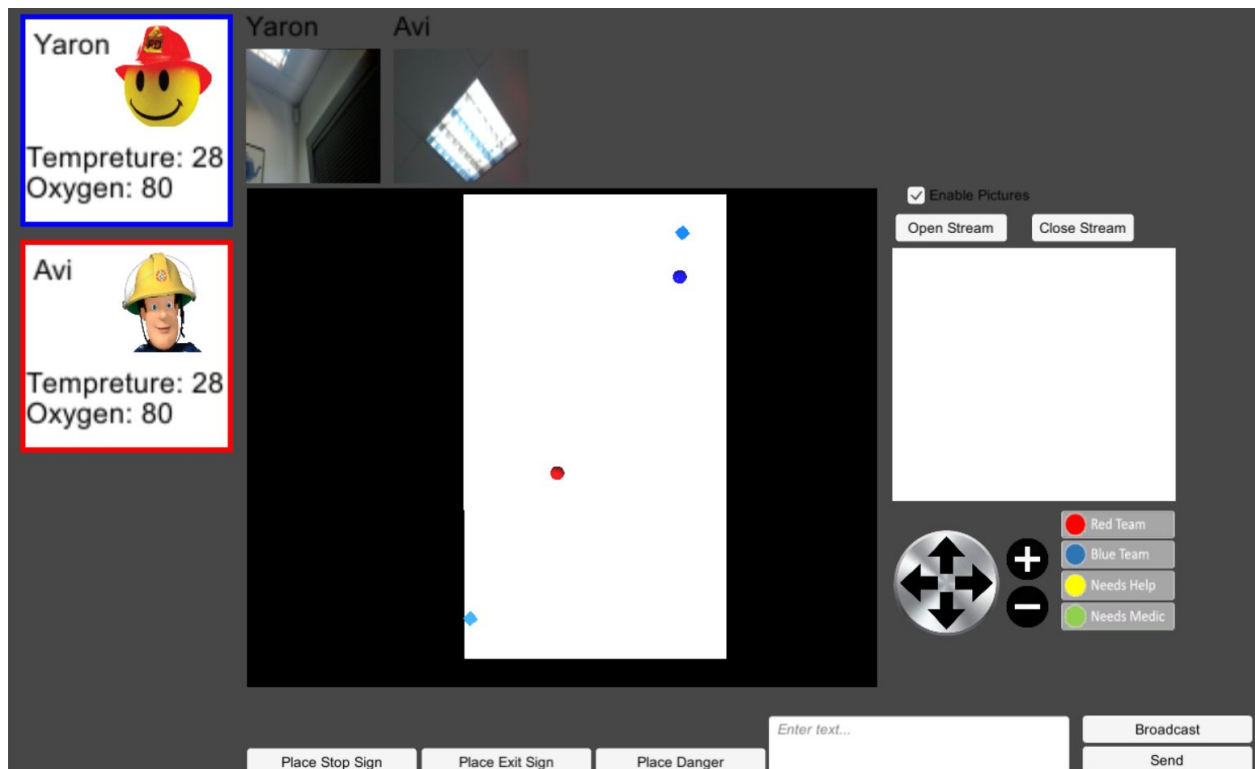 Yaron
Tempreture: 28
Oxygen: 80
Avi
Tempreture: 28
Oxygen: 80
Yaron
Avi
Enable Pictures
Open Stream
Close Stream
Red Team
Blue Team
Needs Help
Needs Medic
Enter text...
Broadcast
Send
Place Stop Sign
Place Exit Sign
Place Danger